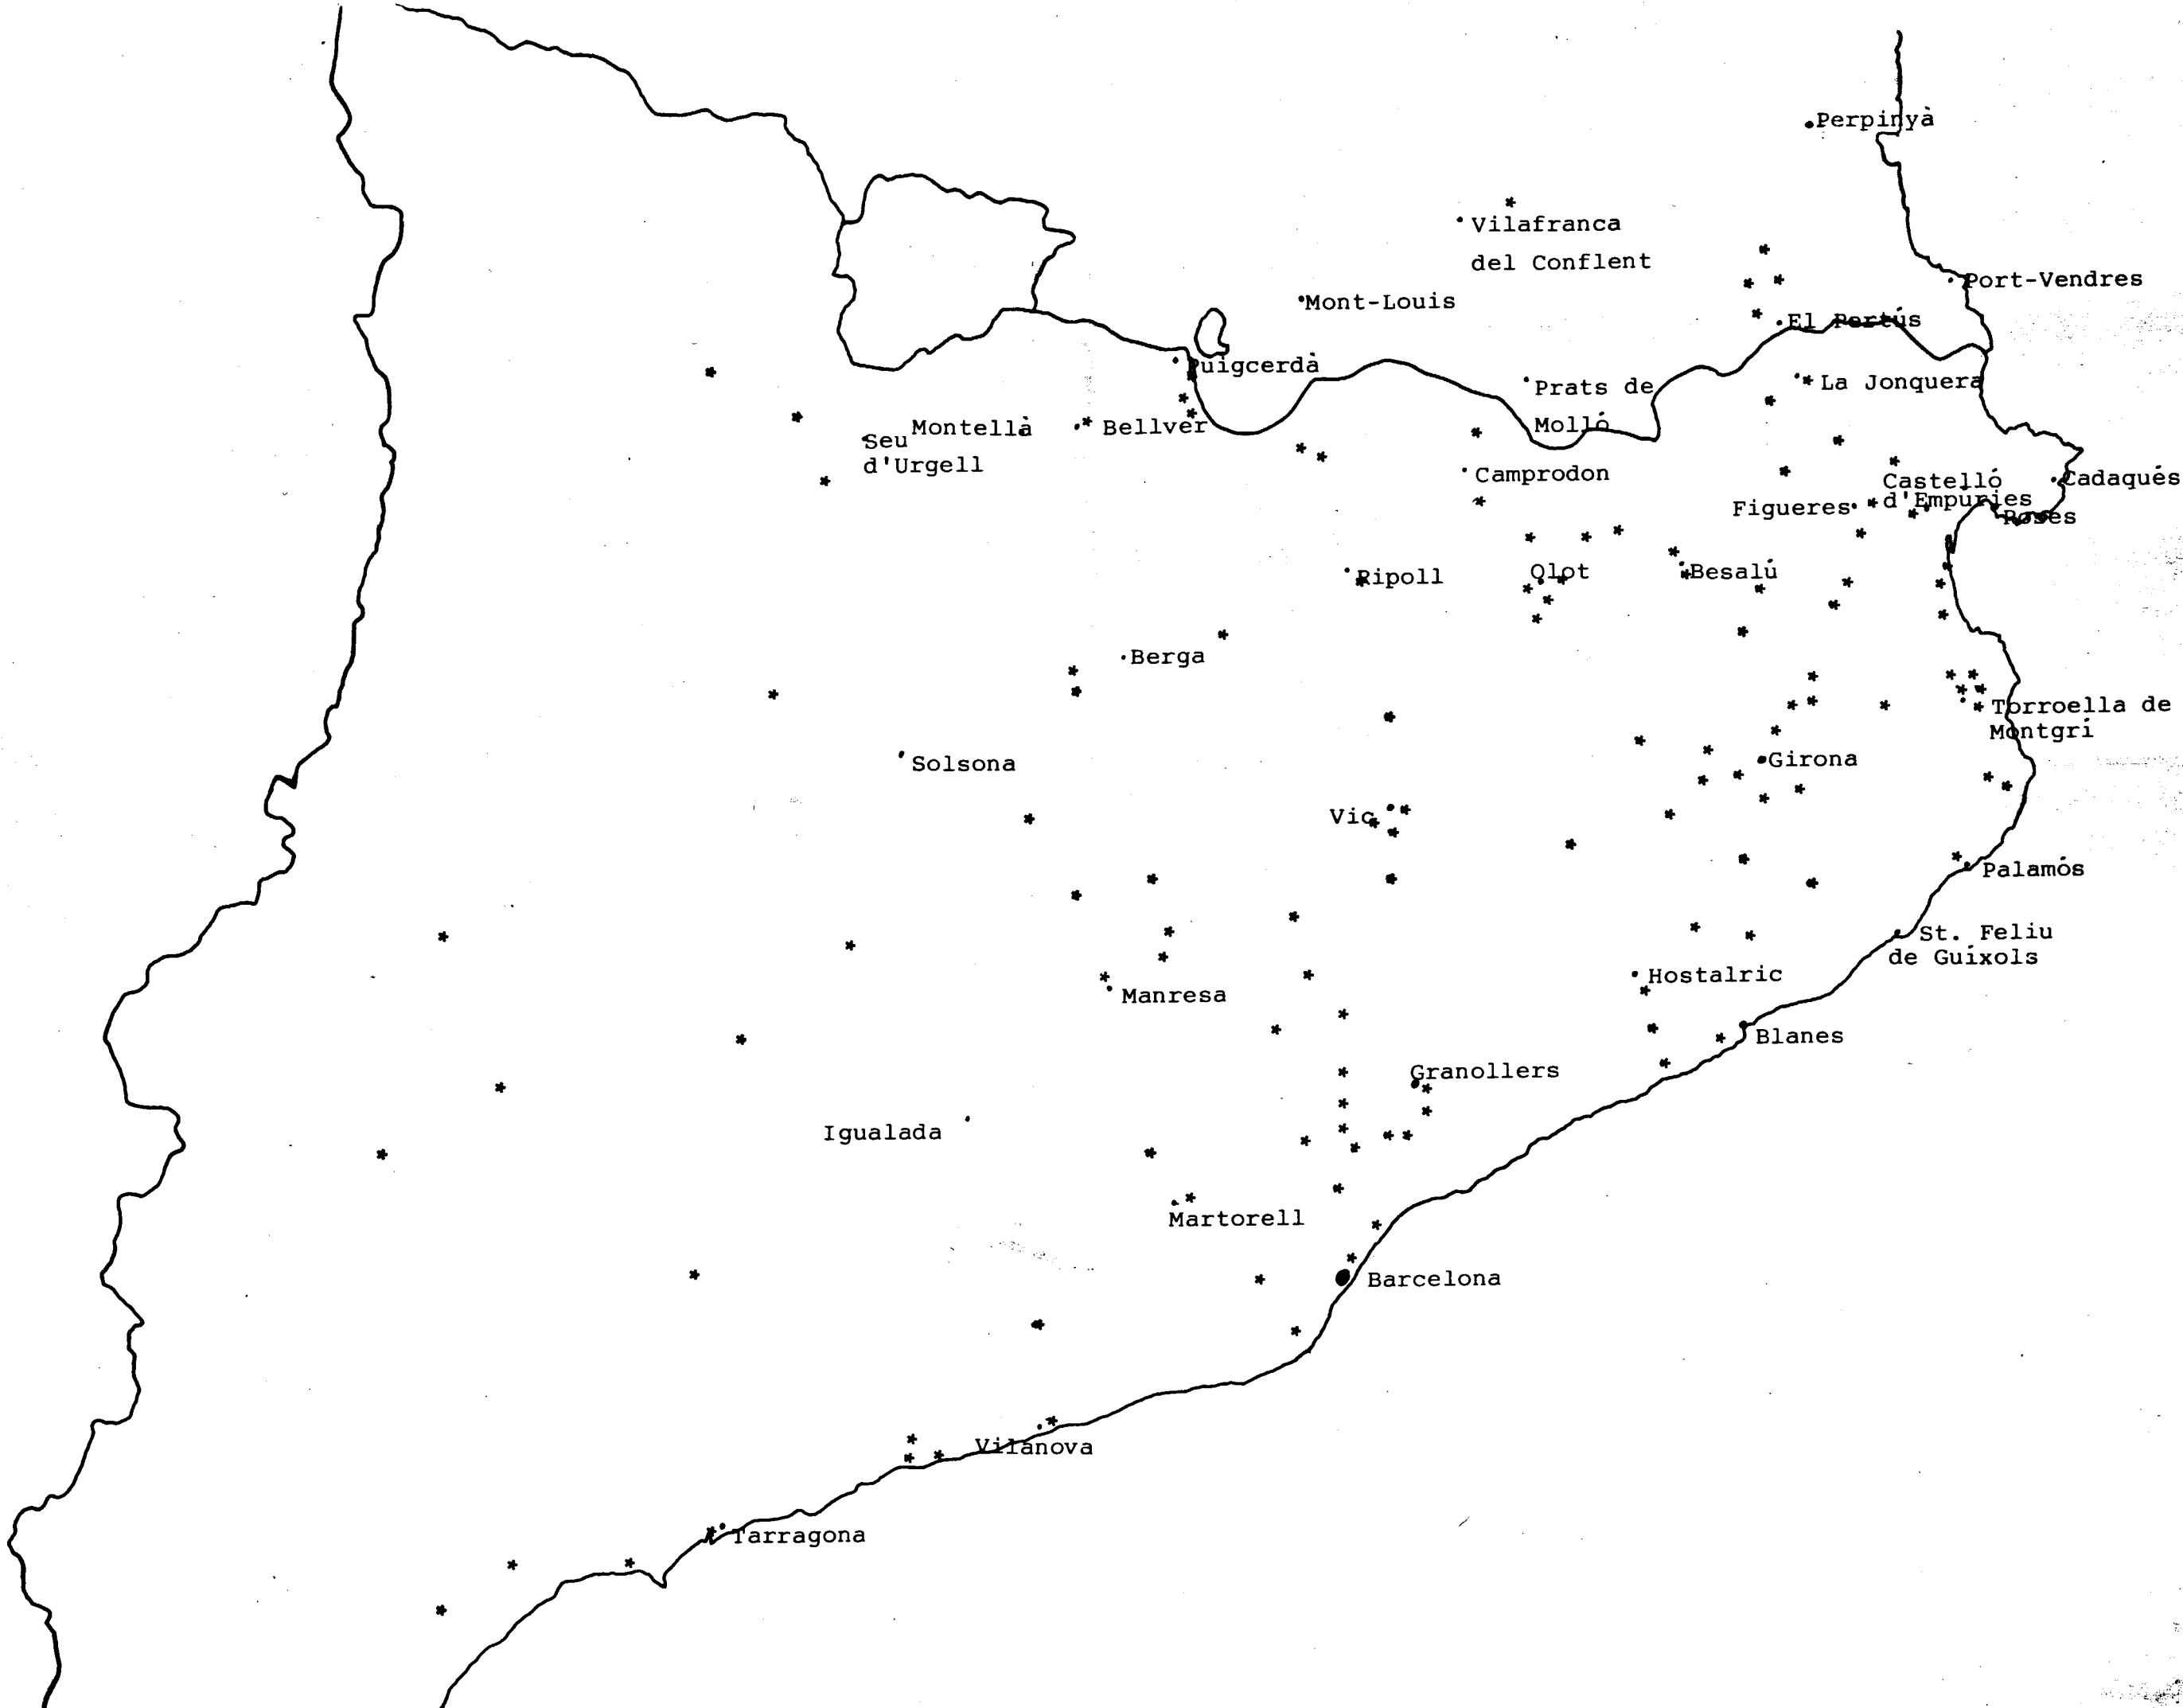 Perpinyà
Vilafranca
del Conflent
Port-Vendres
Mont-Louis
El Pertús
Puigcerdà
Prats de
Molló
La Jonquera
Montellà
Bellver
Seu
d'Urgell
Camprodon
Castelló
d'Empúries
Cadaqués
Figueres
Roses
Ripoll
Olot
Besalú
Berga
Torroella de
Montgrí
Solsona
Girona
Vic
Palamós
St. Feliu
de Guíxols
Hostalric
Manresa
Blanes
Granollers
Igualada
Martorell
Barcelona
Vilanova
Tarragona